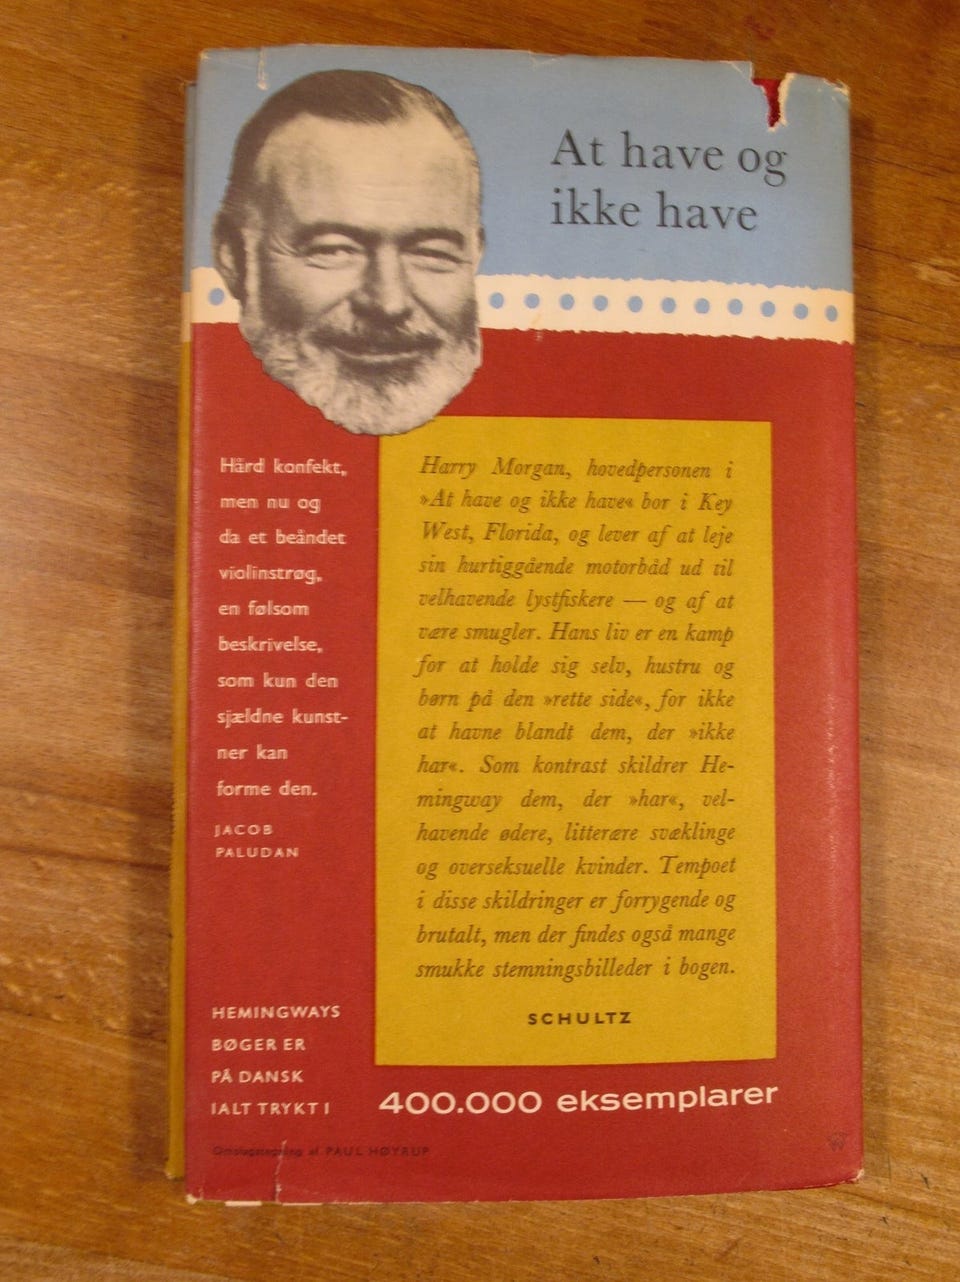 At have og
ikke have
Hård konfekt,
men nu og
da et beåndet
violinstrøg,
en følsom
beskrivelse,
som kun den
sjældne kunst-
ner kan
forme den.
JACOB
PALUDAN
Harry Morgan, hovedpersonen i
»At have og ikke have« bor i Key
West, Florida, og lever af at leje
sin hurtiggående motorbåd ud til
velhavende lystfiskere — og af at
være smugler. Hans liv er en kamp
for at holde sig selv, hustru og
børn på den »rette side«, for ikke
at havne blandt dem, der »ikke
har«. Som kontrast skildrer He-
mingway dem, der »har«, vel-
havende ødere, litterære svæklinge
og overseksuelle kvinder. Tempoet
i disse skildringer er forrygende og
brutalt, men der findes også mange
smukke stemningsbilleder i bogen.
SCHULTZ
HEMINGWAYS
BØGER ER
PÅ DANSK
IALT TRYKT I
400.000 eksemplarer
Omslagstegning af PAUL HØYRUP